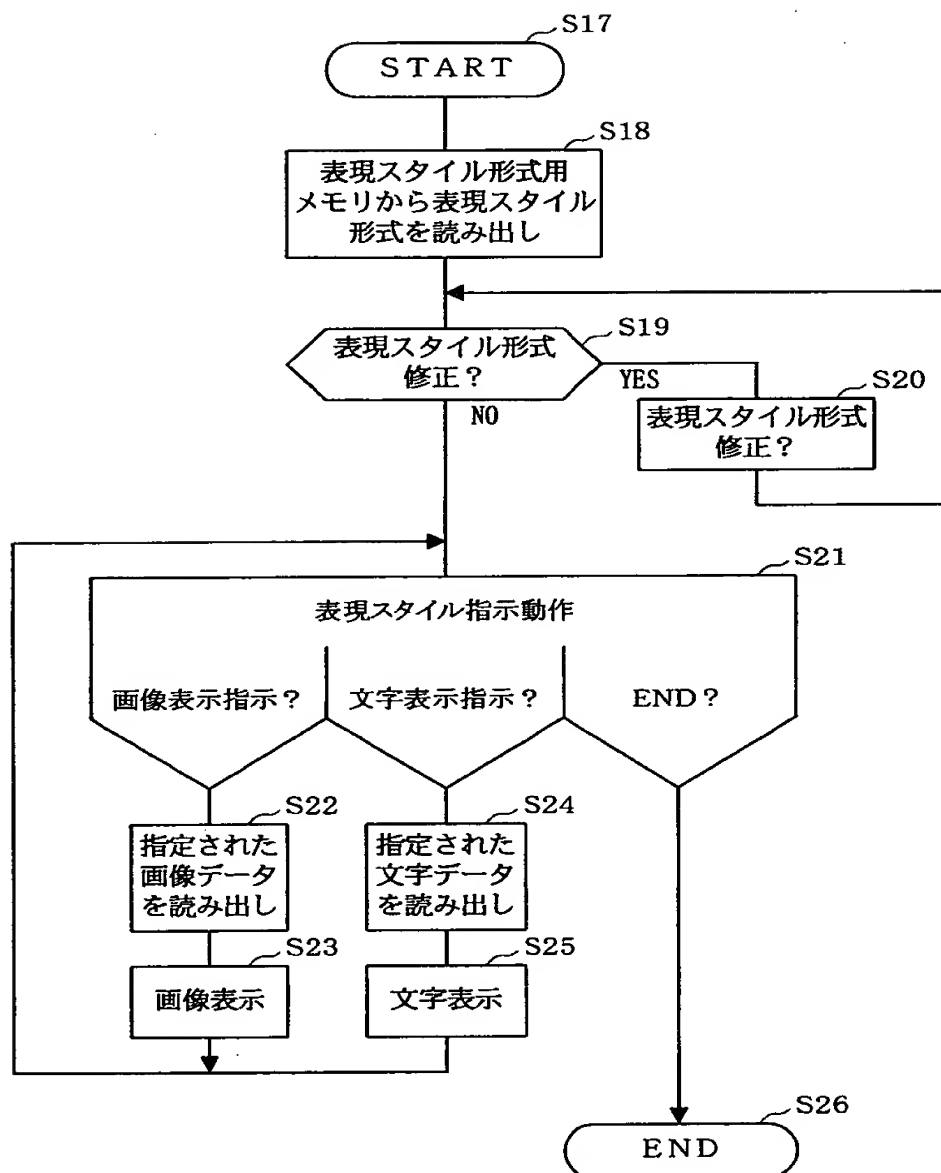 S17
START
S18
表現スタイル形式用
メモリから表現スタイル
形式を読み出し
S19
表現スタイル形式
修正？
YES
NO
S20
表現スタイル形式
修正？
S21
表現スタイル指示動作
画像表示指示？
文字表示指示？
END？
S22
指定された
画像データ
を読み出し
S24
指定された
文字データ
を読み出し
S23
画像表示
S25
文字表示
S26
END